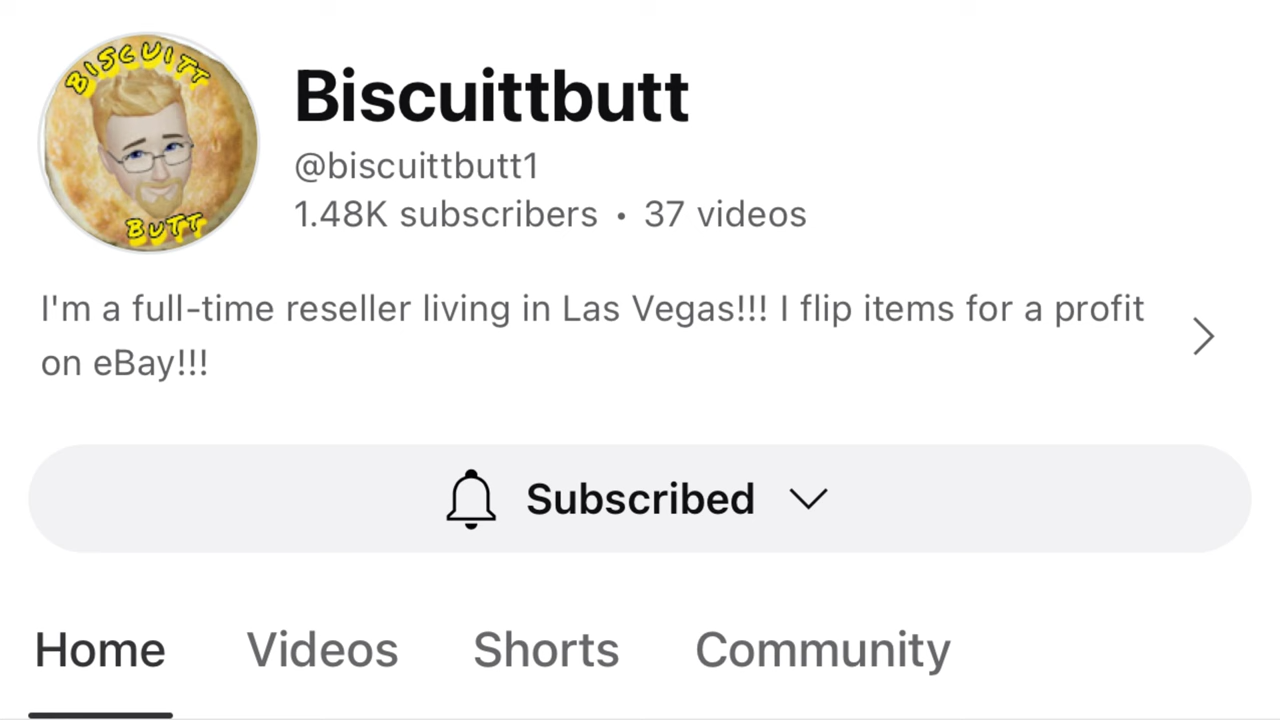 BISCUITT
BUTT
Biscuittbutt
@biscuittbutt1
1.48K subscribers • 37 videos
I'm a full-time reseller living in Las Vegas!!! I flip items for a profit
on eBay!!!
Subscribed
Home Videos Shorts Community